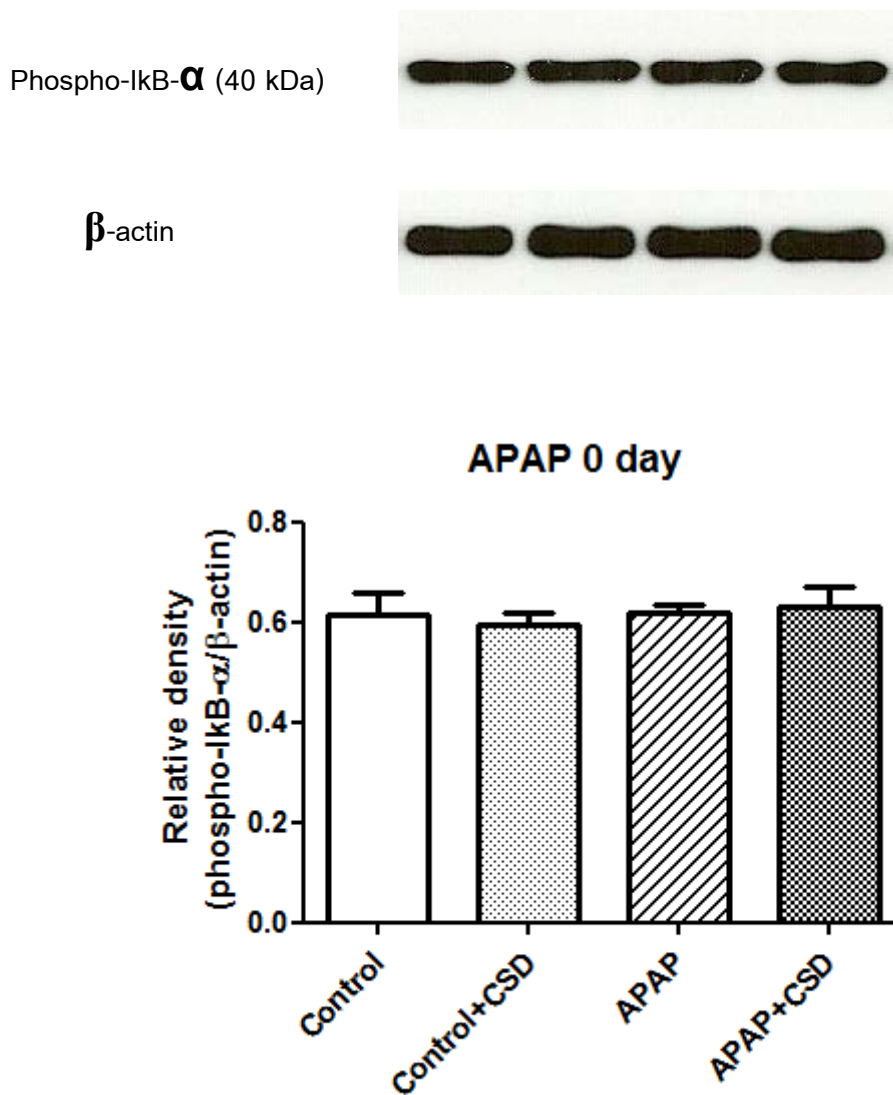 Phospho-IkB-α (40 kDa)
β-actin
APAP 0 day
Relative density
(phospho-IkB-α/β-actin)
0.8
0.6
0.4
0.2
0.0
Control
Control+CSD
APAP
APAP+CSD